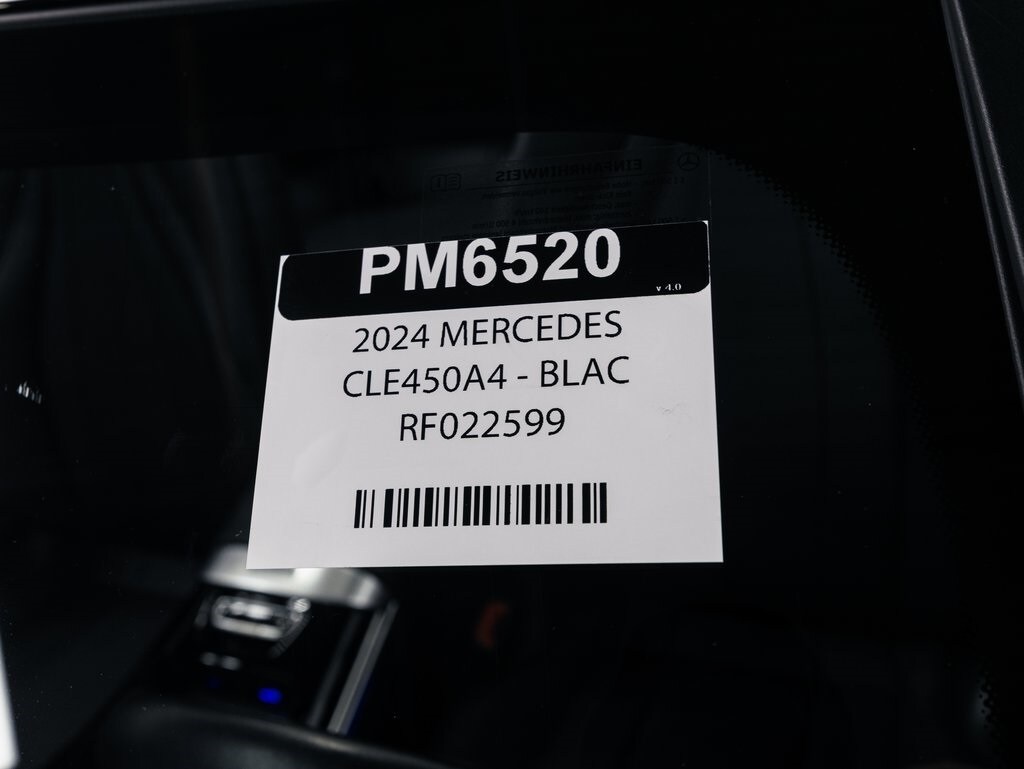 PM6520
v 4.0
2024 MERCEDES
CLE450A4 - BLAC
RF022599